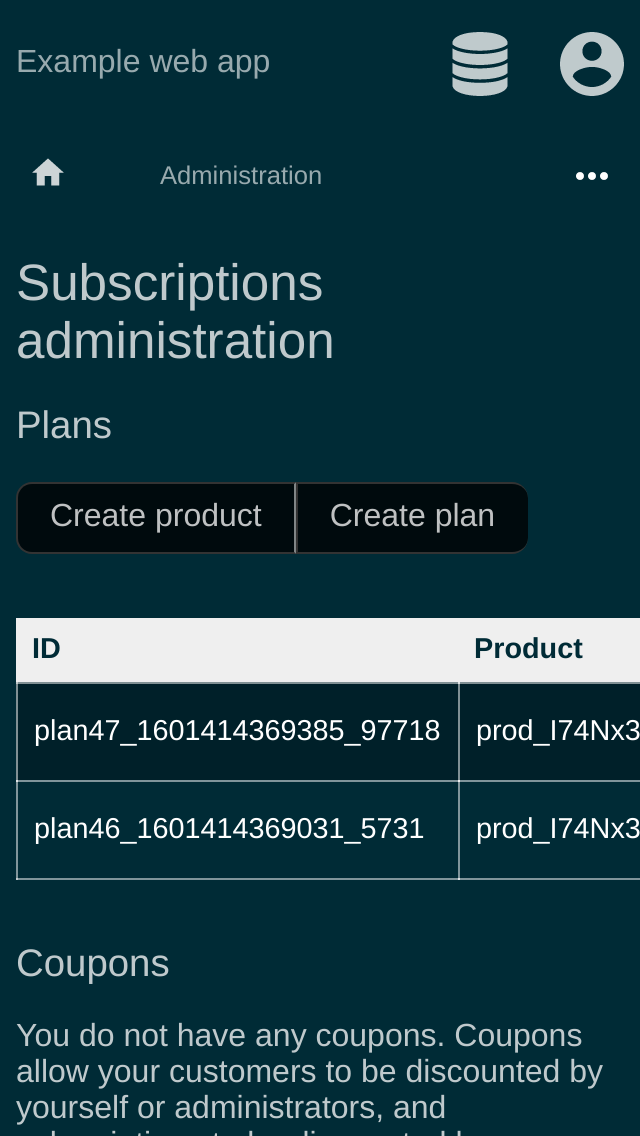 Example web app
Administration
Subscriptions
administration
Plans
Create product Create plan
ID Product
plan47_1601414369385_97718 prod_I74Nx3
plan46_1601414369031_5731 prod_I74Nx3
Coupons
You do not have any coupons. Coupons
allow your customers to be discounted by
yourself or administrators, and